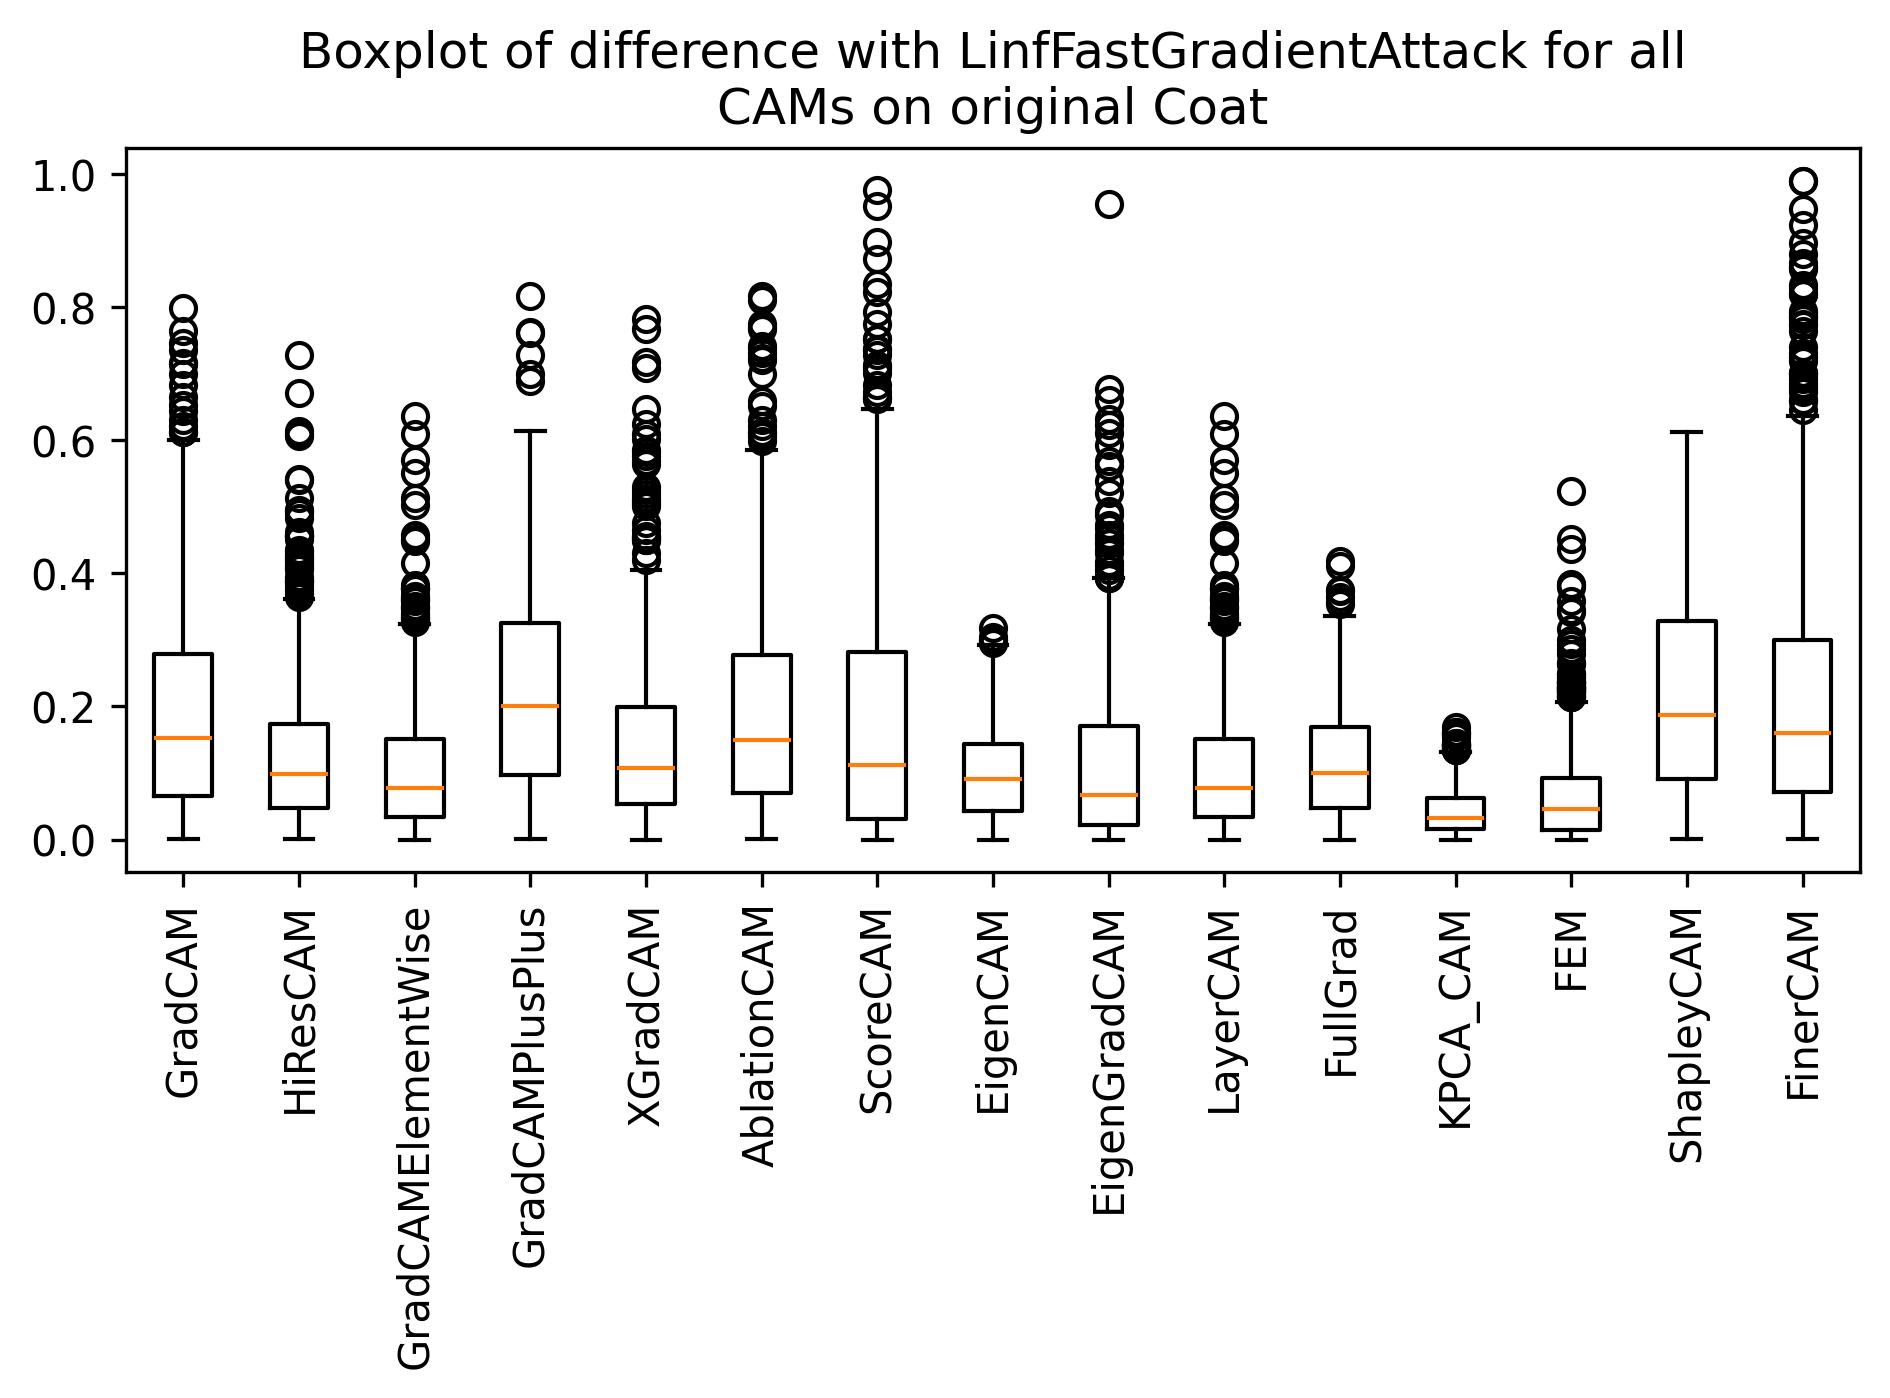 Boxplot of difference with LinfFastGradientAttack for all
CAMs on original Coat
1.0
0.8
0.6
0.4
0.2
0.0
GradCAM
HiResCAM
GradCAMElementWise
GradCAMPlusPlus
XGradCAM
AblationCAM
ScoreCAM
EigenCAM
EigenGradCAM
LayerCAM
FullGrad
KPCA_CAM
FEM
ShapleyCAM
FinerCAM